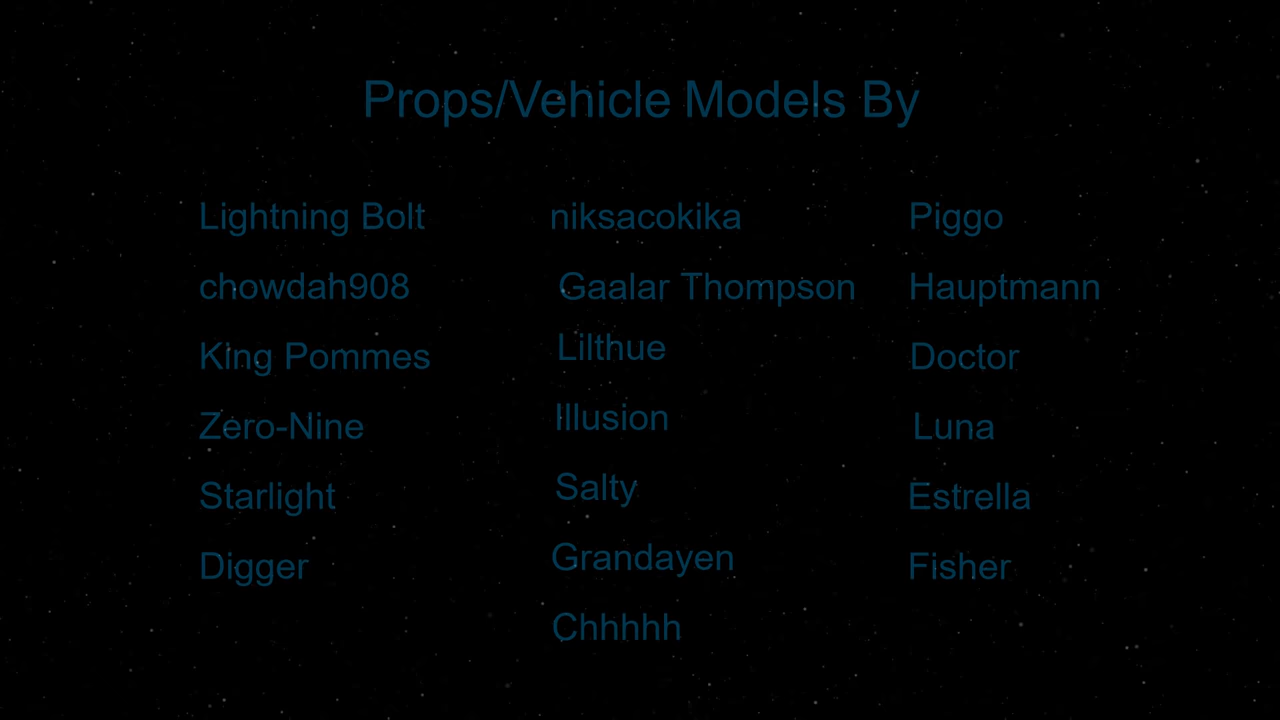 Props/Vehicle Models By
Lightning Bolt
chowdah908
King Pommes
Zero-Nine
Starlight
Digger
niksacokika
Gaalar Thompson
Lilthue
Illusion
Salty
Grandayen
Chhhhh
Piggo
Hauptmann
Doctor
Luna
Estrella
Fisher